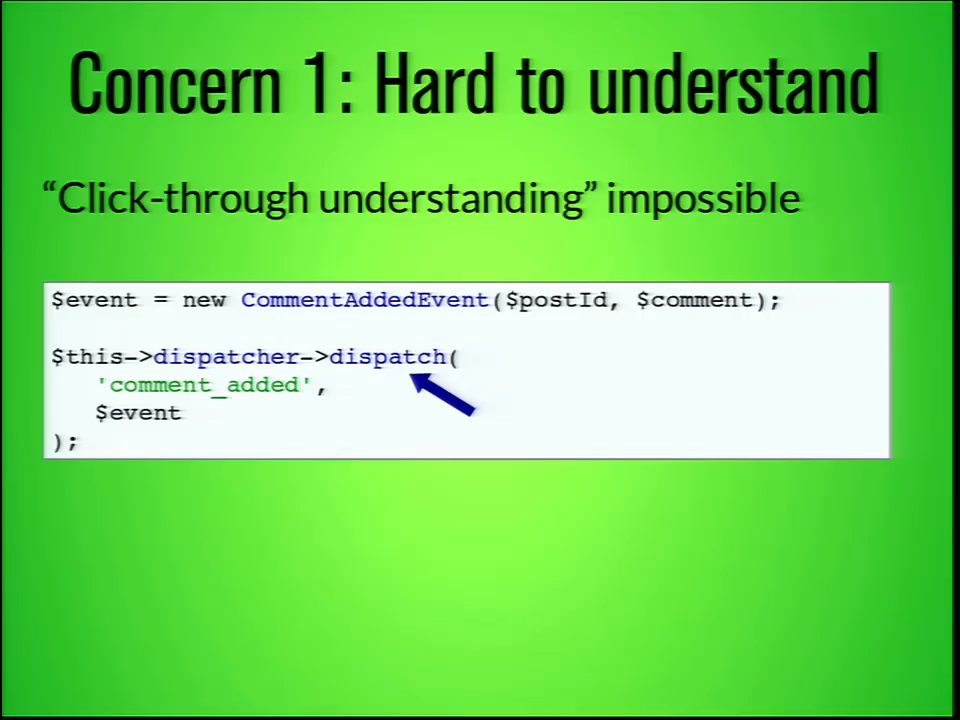 Concern 1: Hard to understand
“Click-through understanding” impossible
$event = new CommentAddedEvent($postId, $comment);
$this->dispatcher->dispatch(
'comment_added',
$event
);